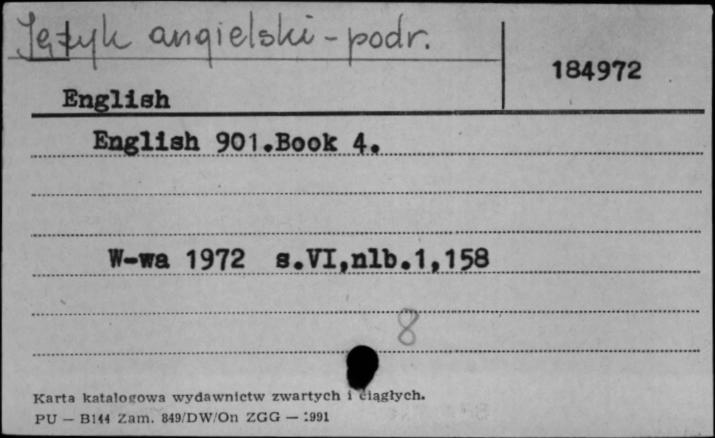 Język angielski - podr.
184972
English
English 901.Book 4.
W-wa 1972 s.VI,nlb.1,158
8
Karta katalogowa wydawnictw zwartych i ciągłych.
PU — B144 Zam. 849/DW/On ZGG — 1991